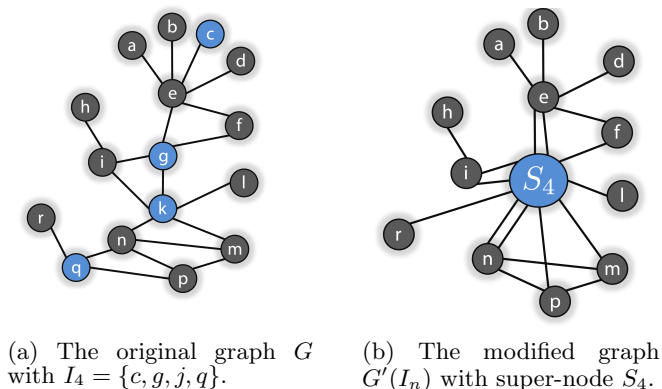 a
b
c
d
e
f
h
g
i
l
k
r
n
m
q
p
b
a
d
e
h
f
i
S₄
l
r
n
m
p
(a) The original graph G
with I₄ = {c, g, j, q}.
(b) The modified graph
G′(Iₙ) with super-node S₄.